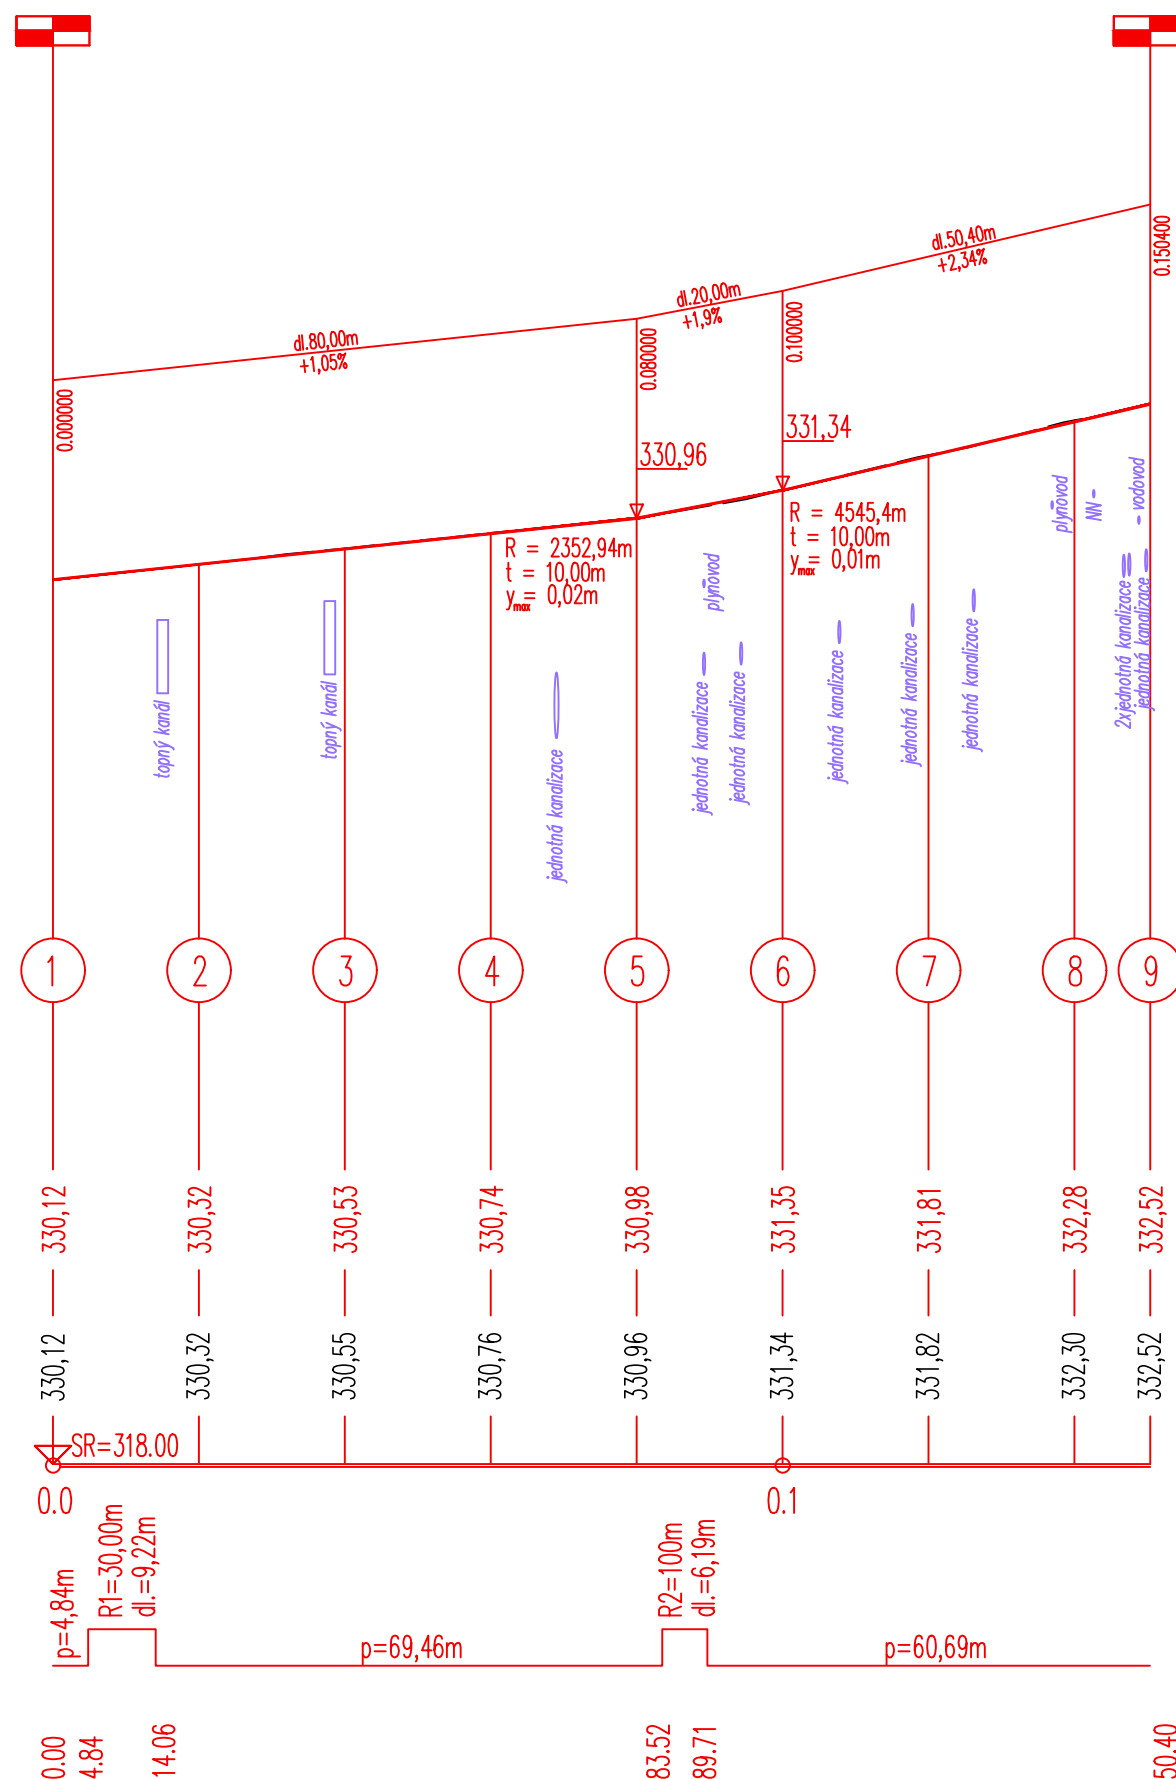 dl.50,40m
+2,34%
0.150400
dl.20,00m
+1,9%
0.100000
dl.80,00m
+1,05%
0.080000
0.000000
331,34
330,96
R = 4545,4m
t = 10,00m
ymax= 0,01m
R = 2352,94m
t = 10,00m
ymax= 0,02m
topný kanál
topný kanál
jednotná kanalizace
jednotná kanalizace
plyňovod
jednotná kanalizace
jednotná kanalizace
jednotná kanalizace
jednotná kanalizace
plyňovod
NN
2xjednotná kanalizace
jednotná kanalizace
vodovod
1 2 3 4 5 6 7 8 9
330,12 330,32 330,53 330,74 330,98 331,35 331,81 332,28 332,52
330,12 330,32 330,55 330,76 330,96 331,34 331,82 332,30 332,52
SR=318.00
0.0 0.1
p=4,84m
R1=30,00m
dl.=9,22m
p=69,46m
R2=100m
dl.=6,19m
p=60,69m
0.00 4.84 14.06 83.52 89.71 50.40